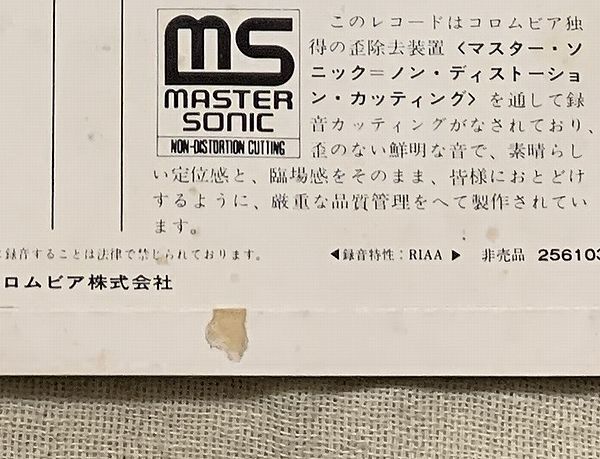 ms
MASTER
SONIC
NON-DISTORTION CUTTING
このレコードはコロムビア独
得の歪除去装置〈マスター・ソ
ニック=ノン・ディストーショ
ン・カッティング〉を通して録
音カッティングがなされており、
歪のない鮮明な音で、素晴らし
い定位感と、臨場感をそのまま、皆様におとどけ
するように、厳重な品質管理をへて製作されてい
ます。
に録音することは法律で禁じられております。
◀録音特性:RIAA▶ 非売品 256103
ロムビア株式会社